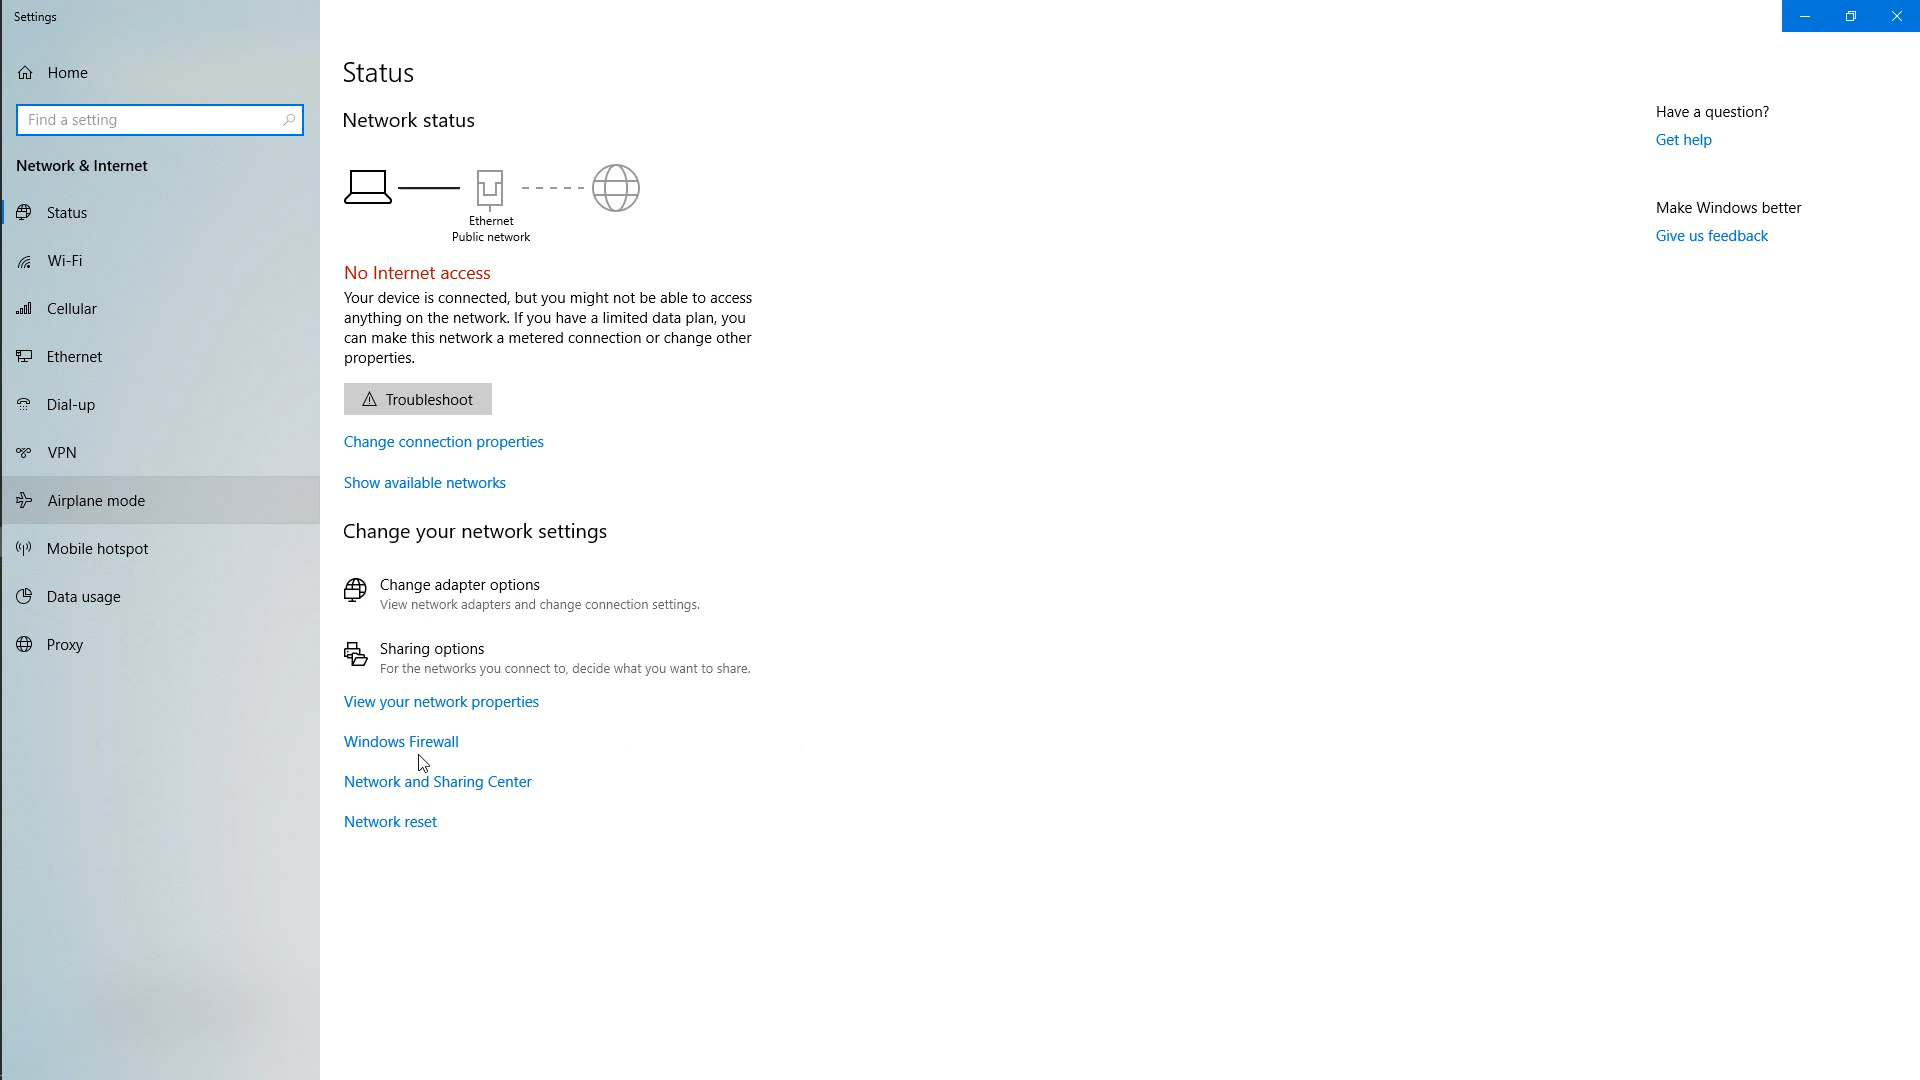 Settings
Home
Find a setting
Network & Internet
Status
Wi-Fi
Cellular
Ethernet
Dial-up
VPN
Airplane mode
Mobile hotspot
Data usage
Proxy
Status
Network status
Ethernet
Public network
No Internet access
Your device is connected, but you might not be able to access
anything on the network. If you have a limited data plan, you
can make this network a metered connection or change other
properties.
Troubleshoot
Change connection properties
Show available networks
Change your network settings
Change adapter options
View network adapters and change connection settings.
Sharing options
For the networks you connect to, decide what you want to share.
View your network properties
Windows Firewall
Network and Sharing Center
Network reset
Have a question?
Get help
Make Windows better
Give us feedback